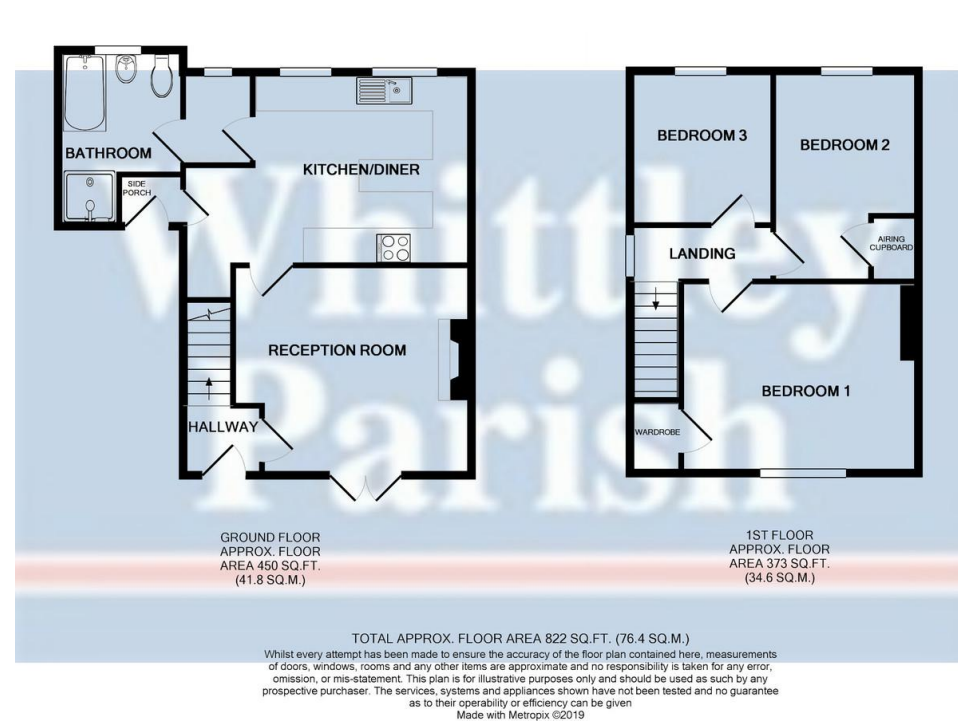 BATHROOM
SIDE
PORCH
KITCHEN/DINER
RECEPTION ROOM
HALLWAY
BEDROOM 3
BEDROOM 2
LANDING
AIRING
CUPBOARD
BEDROOM 1
WARDROBE
Whittley
Parish
GROUND FLOOR
APPROX. FLOOR
AREA 450 SQ.FT.
(41.8 SQ.M.)
1ST FLOOR
APPROX. FLOOR
AREA 373 SQ.FT.
(34.6 SQ.M.)
TOTAL APPROX. FLOOR AREA 822 SQ.FT. (76.4 SQ.M.)
Whilst every attempt has been made to ensure the accuracy of the floor plan contained here, measurements
of doors, windows, rooms and any other items are approximate and no responsibility is taken for any error,
omission, or mis-statement. This plan is for illustrative purposes only and should be used as such by any
prospective purchaser. The services, systems and appliances shown have not been tested and no guarantee
as to their operability or efficiency can be given
Made with Metropix ©2019